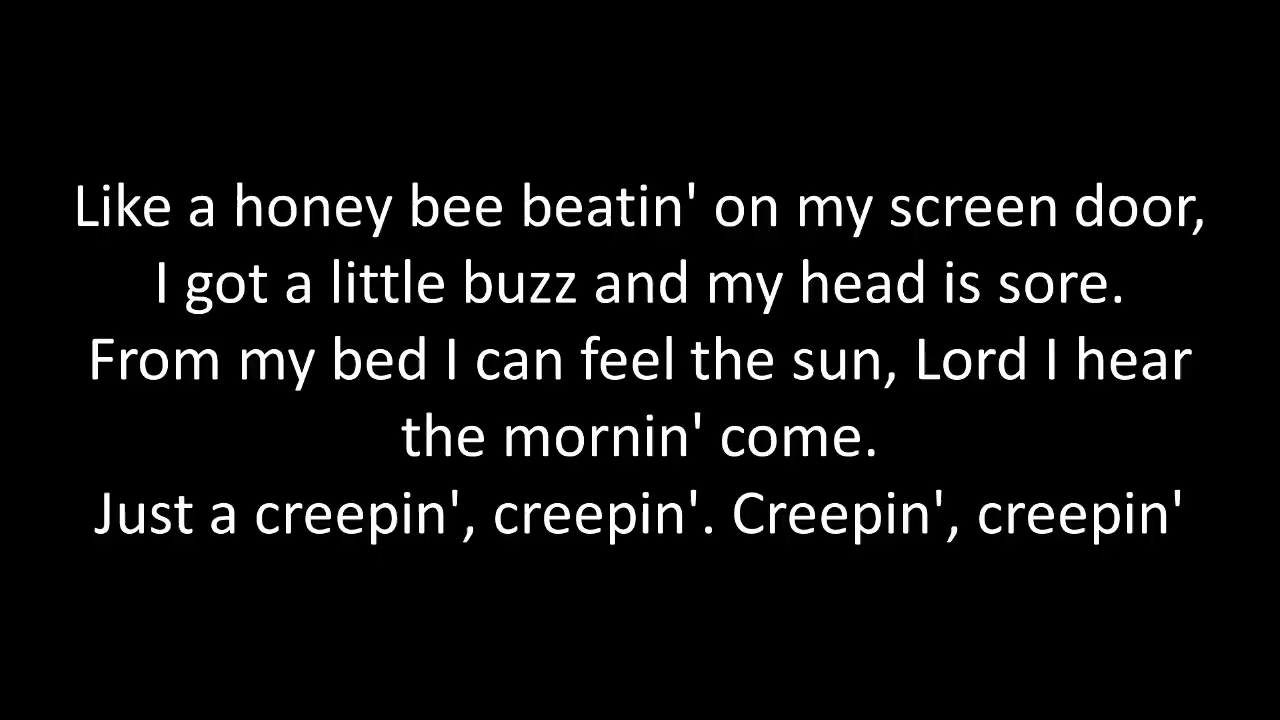 Like a honey bee beatin' on my screen door,
I got a little buzz and my head is sore.
From my bed I can feel the sun, Lord I hear
the mornin' come.
Just a creepin', creepin'. Creepin', creepin'